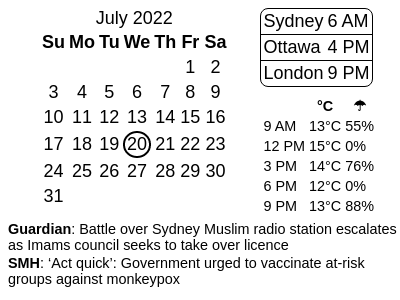 July 2022
Su Mo Tu We Th Fr Sa
1 2
3 4 5 6 7 8 9
10 11 12 13 14 15 16
17 18 19 20 21 22 23
24 25 26 27 28 29 30
31
Sydney 6 AM
Ottawa 4 PM
London 9 PM
°C ☂
9 AM 13°C 55%
12 PM 15°C 0%
3 PM 14°C 76%
6 PM 12°C 0%
9 PM 13°C 88%
Guardian: Battle over Sydney Muslim radio station escalates
as Imams council seeks to take over licence
SMH: ‘Act quick’: Government urged to vaccinate at-risk
groups against monkeypox